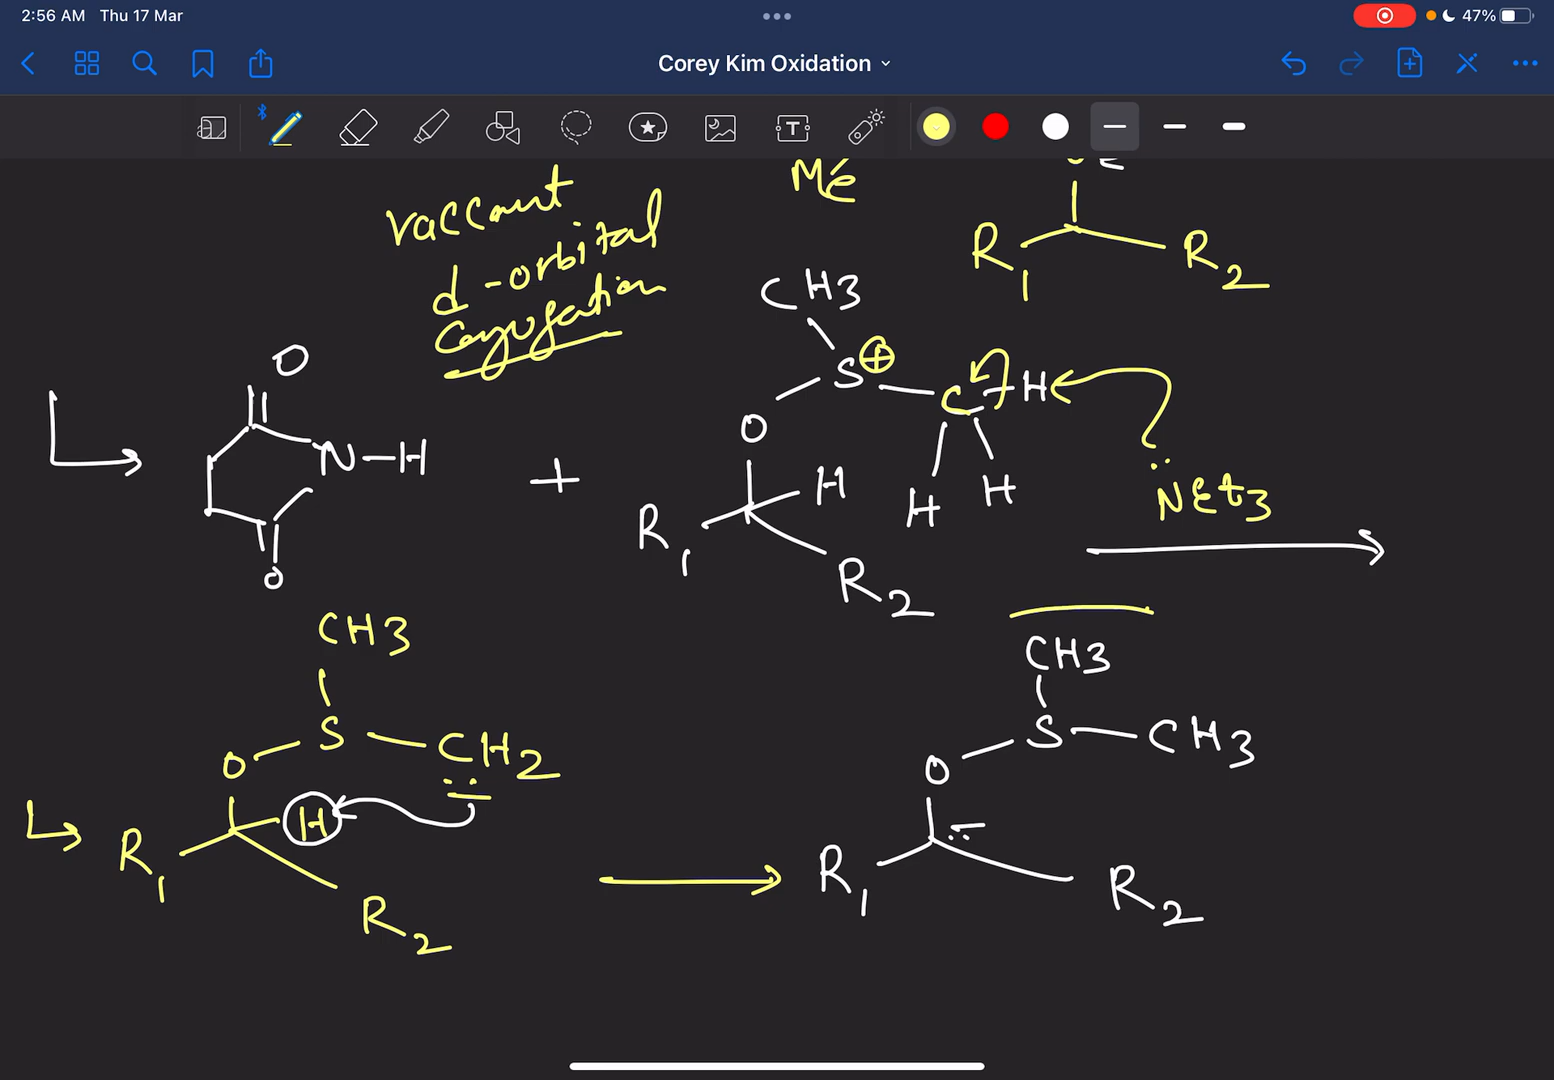 2:56 AM Thu 17 Mar
47%
Corey Kim Oxidation
T
vaccant
d-orbital
conjugation
Me
R1
R2
CH3
S⊕
C
H
O
H
H
H
R1
R2
:NEt3
O
N-H
O
+
CH3
O
S
CH2
H
R1
R2
CH3
S
CH3
O
R1
R2